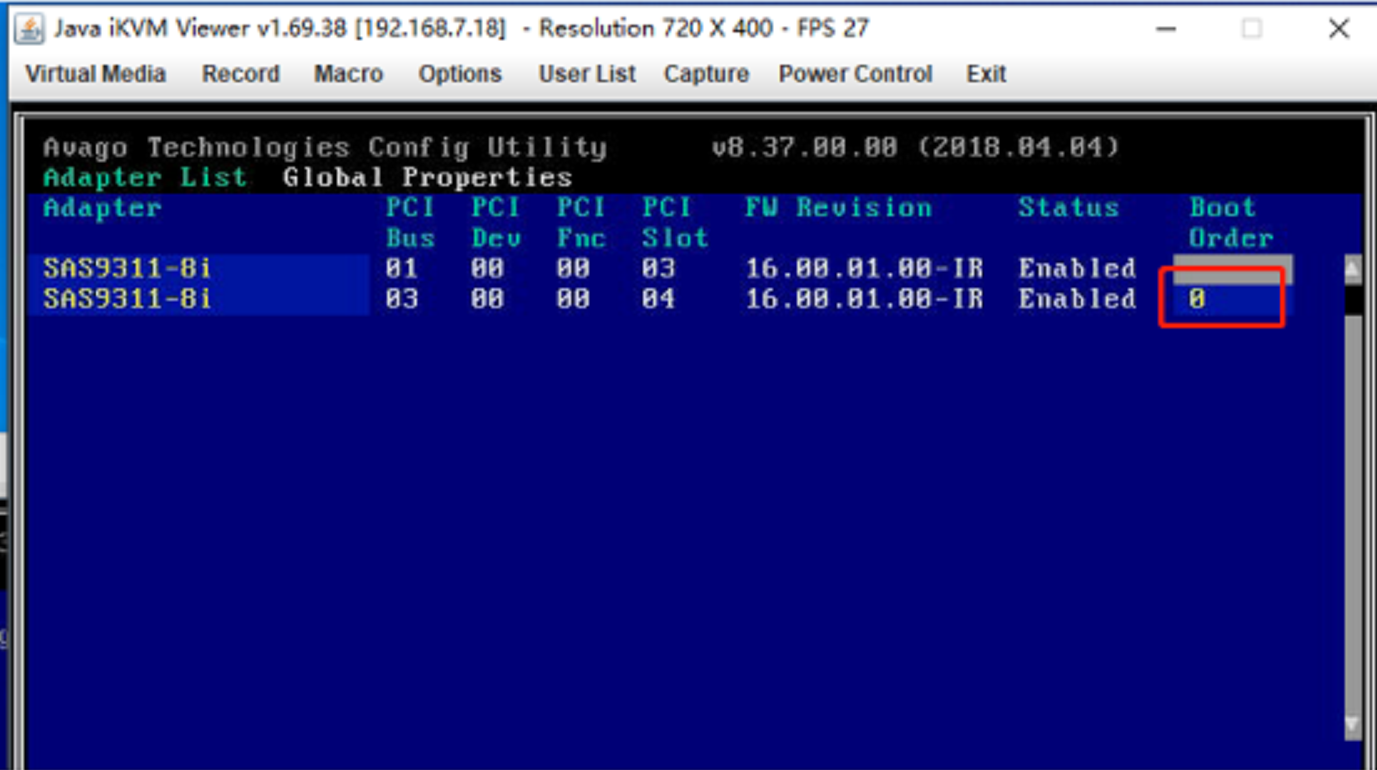 Java iKVM Viewer v1.69.38 [192.168.7.18] - Resolution 720 X 400 - FPS 27
Virtual Media Record Macro Options User List Capture Power Control Exit
Avago Technologies Config Utility v8.37.00.00 (2018.04.04)
Adapter List Global Properties
Adapter PCI PCI PCI PCI FW Revision Status Boot
Bus Dev Fnc Slot Order
SAS9311-8i 01 00 00 03 16.00.01.00-IR Enabled
SAS9311-8i 03 00 00 04 16.00.01.00-IR Enabled 0